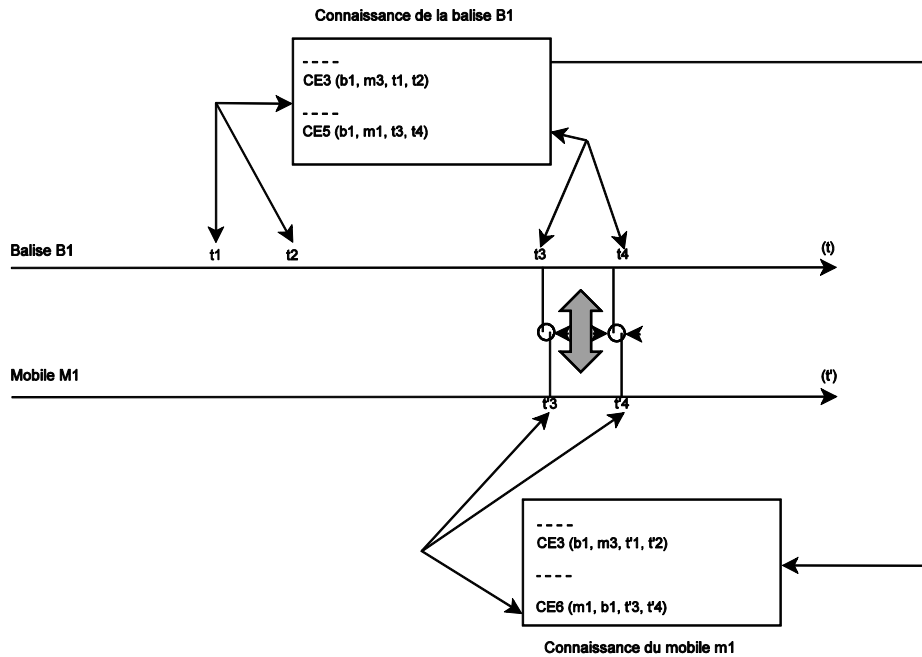 Connaissance de la balise B1
-----
CE3 (b1, m3, t1, t2)
-----
CE5 (b1, m1, t3, t4)
Balise B1
t1
t2
t3
t4
(t)
Mobile M1
(t')
t'3
t'4
-----
CE3 (b1, m3, t'1, t'2)
-----
CE6 (m1, b1, t'3, t'4)
Connaissance du mobile m1